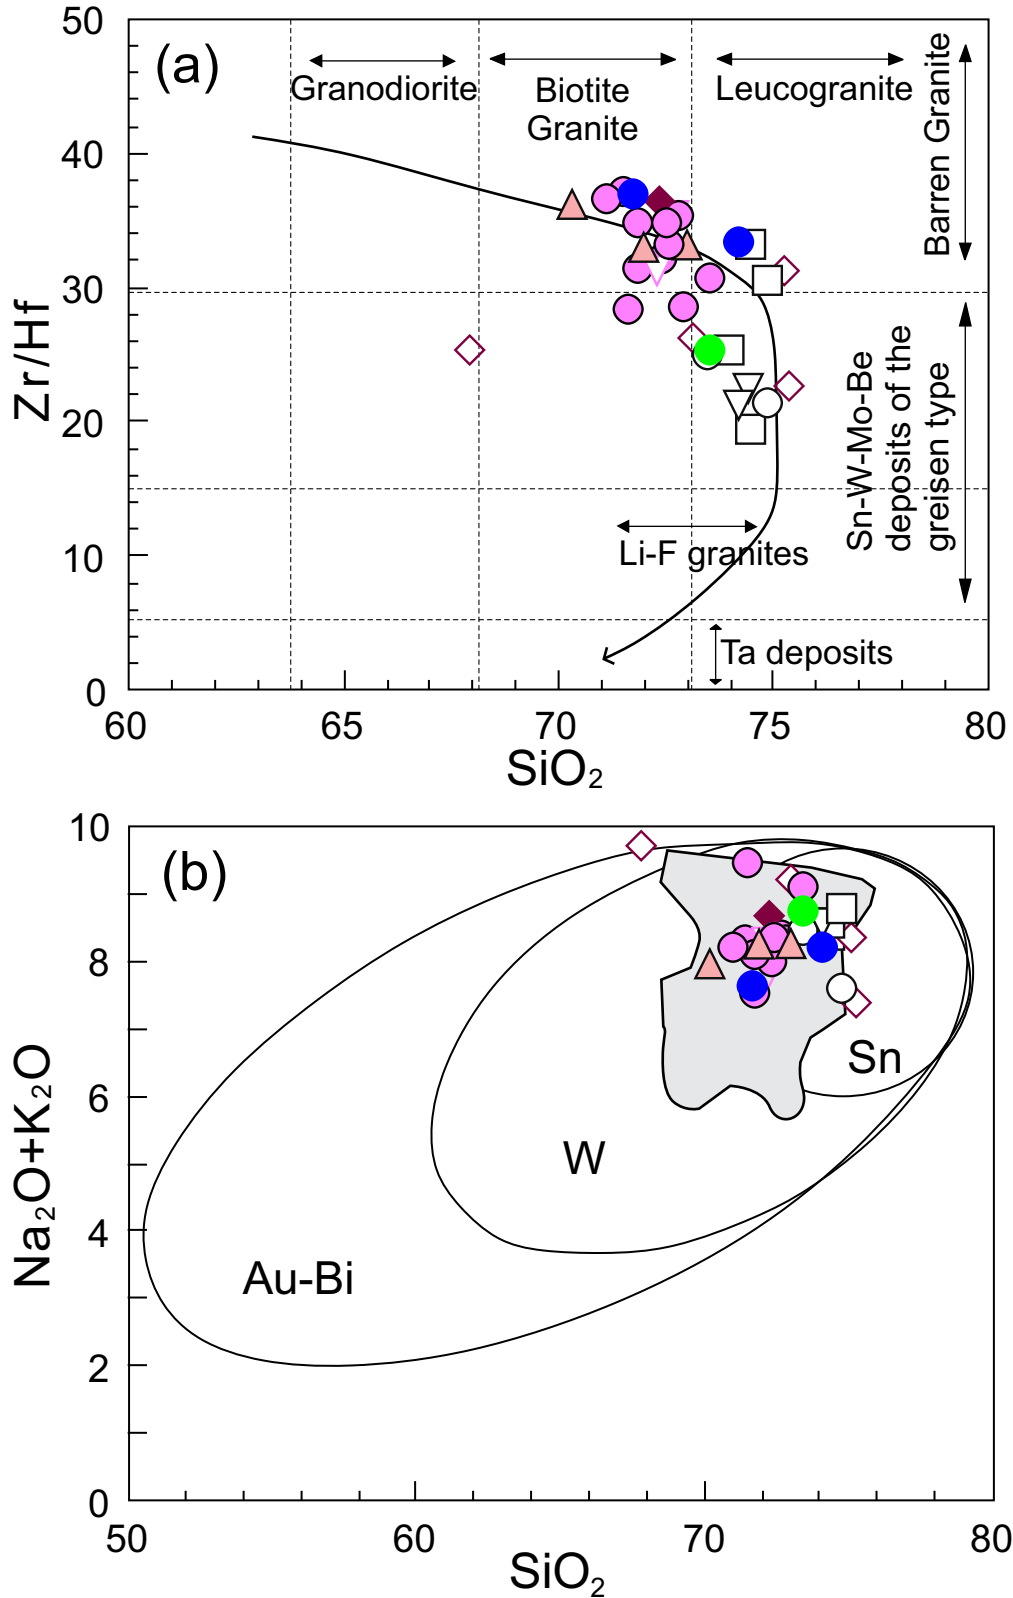 50
(a)
Granodiorite
Biotite
Granite
Leucogranite
Barren Granite
40
30
20
10
0
Zr/Hf
Sn-W-Mo-Be
deposits of the
greisen type
Li-F granites
Ta deposits
60
65
70
75
80
SiO₂
10
(b)
8
6
4
2
0
Na₂O+K₂O
Sn
W
Au-Bi
50
60
70
80
SiO₂